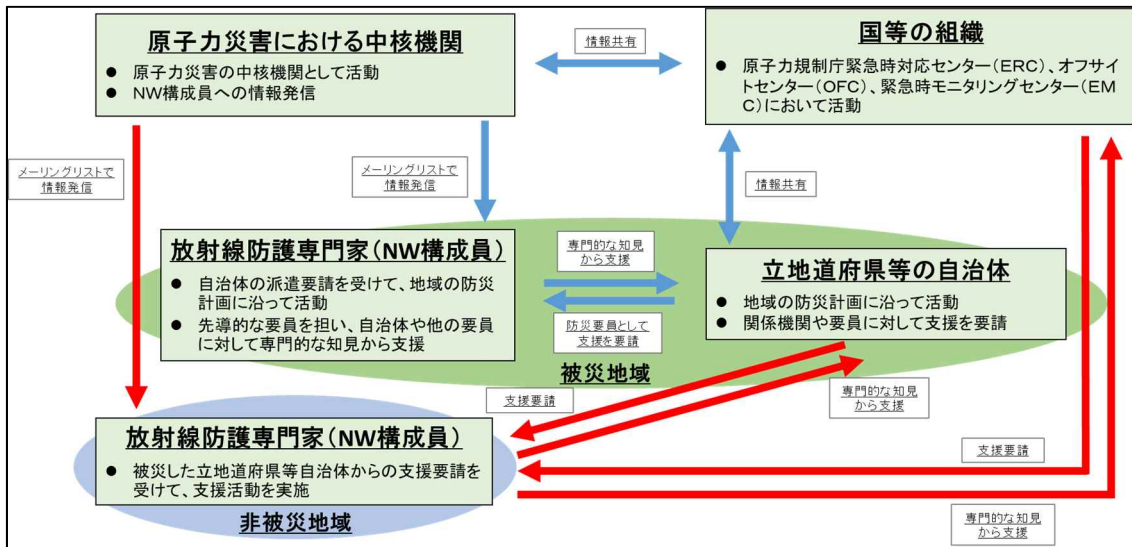 原子力災害における中核機関
● 原子力災害の中核機関として活動
● NW構成員への情報発信
情報共有
国等の組織
● 原子力規制庁緊急時対応センター(ERC)、オフサイ
トセンター(OFC)、緊急時モニタリングセンター(EM
C)において活動
メーリングリストで
情報発信
メーリングリストで
情報発信
情報共有
放射線防護専門家(NW構成員)
● 自治体の派遣要請を受けて、地域の防災
計画に沿って活動
● 先導的な要員を担い、自治体や他の要員
に対して専門的な知見から支援
専門的な知見
から支援
防災要員として
支援を要請
立地道府県等の自治体
● 地域の防災計画に沿って活動
● 関係機関や要員に対して支援を要請
被災地域
支援要請
専門的な知見
から支援
放射線防護専門家(NW構成員)
● 被災した立地道府県等自治体からの支援要請を
受けて、支援活動を実施
非被災地域
支援要請
専門的な知見
から支援